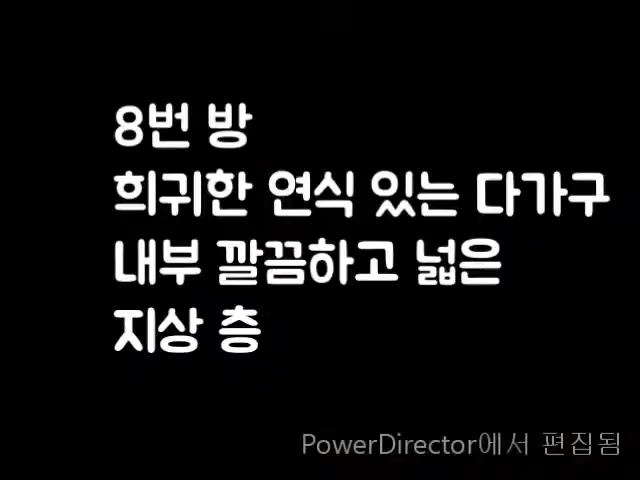 8번 방
희귀한 연식 있는 다가구
내부 깔끔하고 넓은
지상 층
PowerDirector에서 편집됨